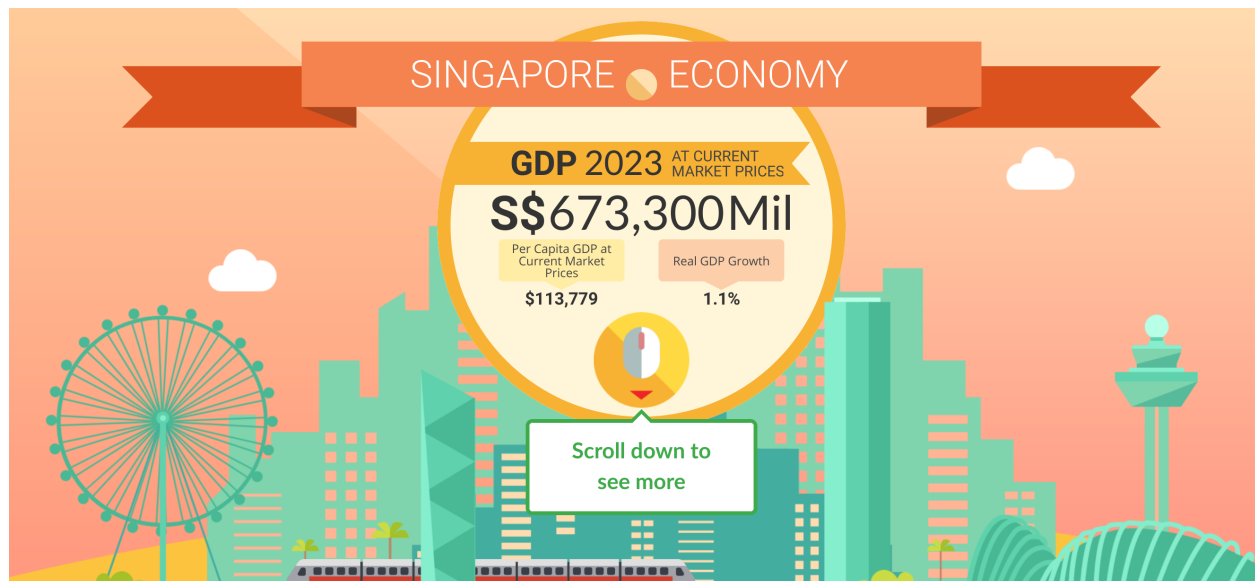 SINGAPORE ECONOMY
GDP 2023 AT CURRENT
MARKET PRICES
S$673,300Mil
Per Capita GDP at
Current Market
Prices
$113,779
Real GDP Growth
1.1%
Scroll down to
see more